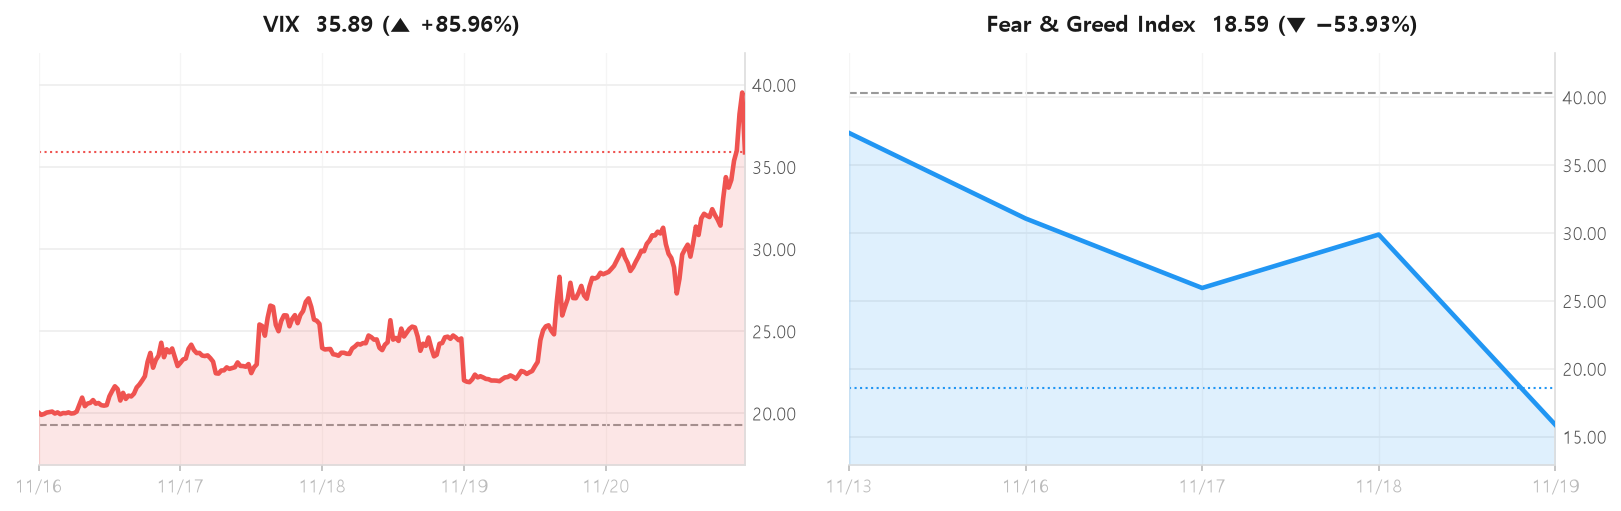 VIX 35.89 (▲ +85.96%)
40.00
35.00
30.00
25.00
20.00
11/16 11/17 11/18 11/19 11/20
Fear & Greed Index 18.59 (▼ −53.93%)
40.00
35.00
30.00
25.00
20.00
15.00
11/13 11/16 11/17 11/18 11/19